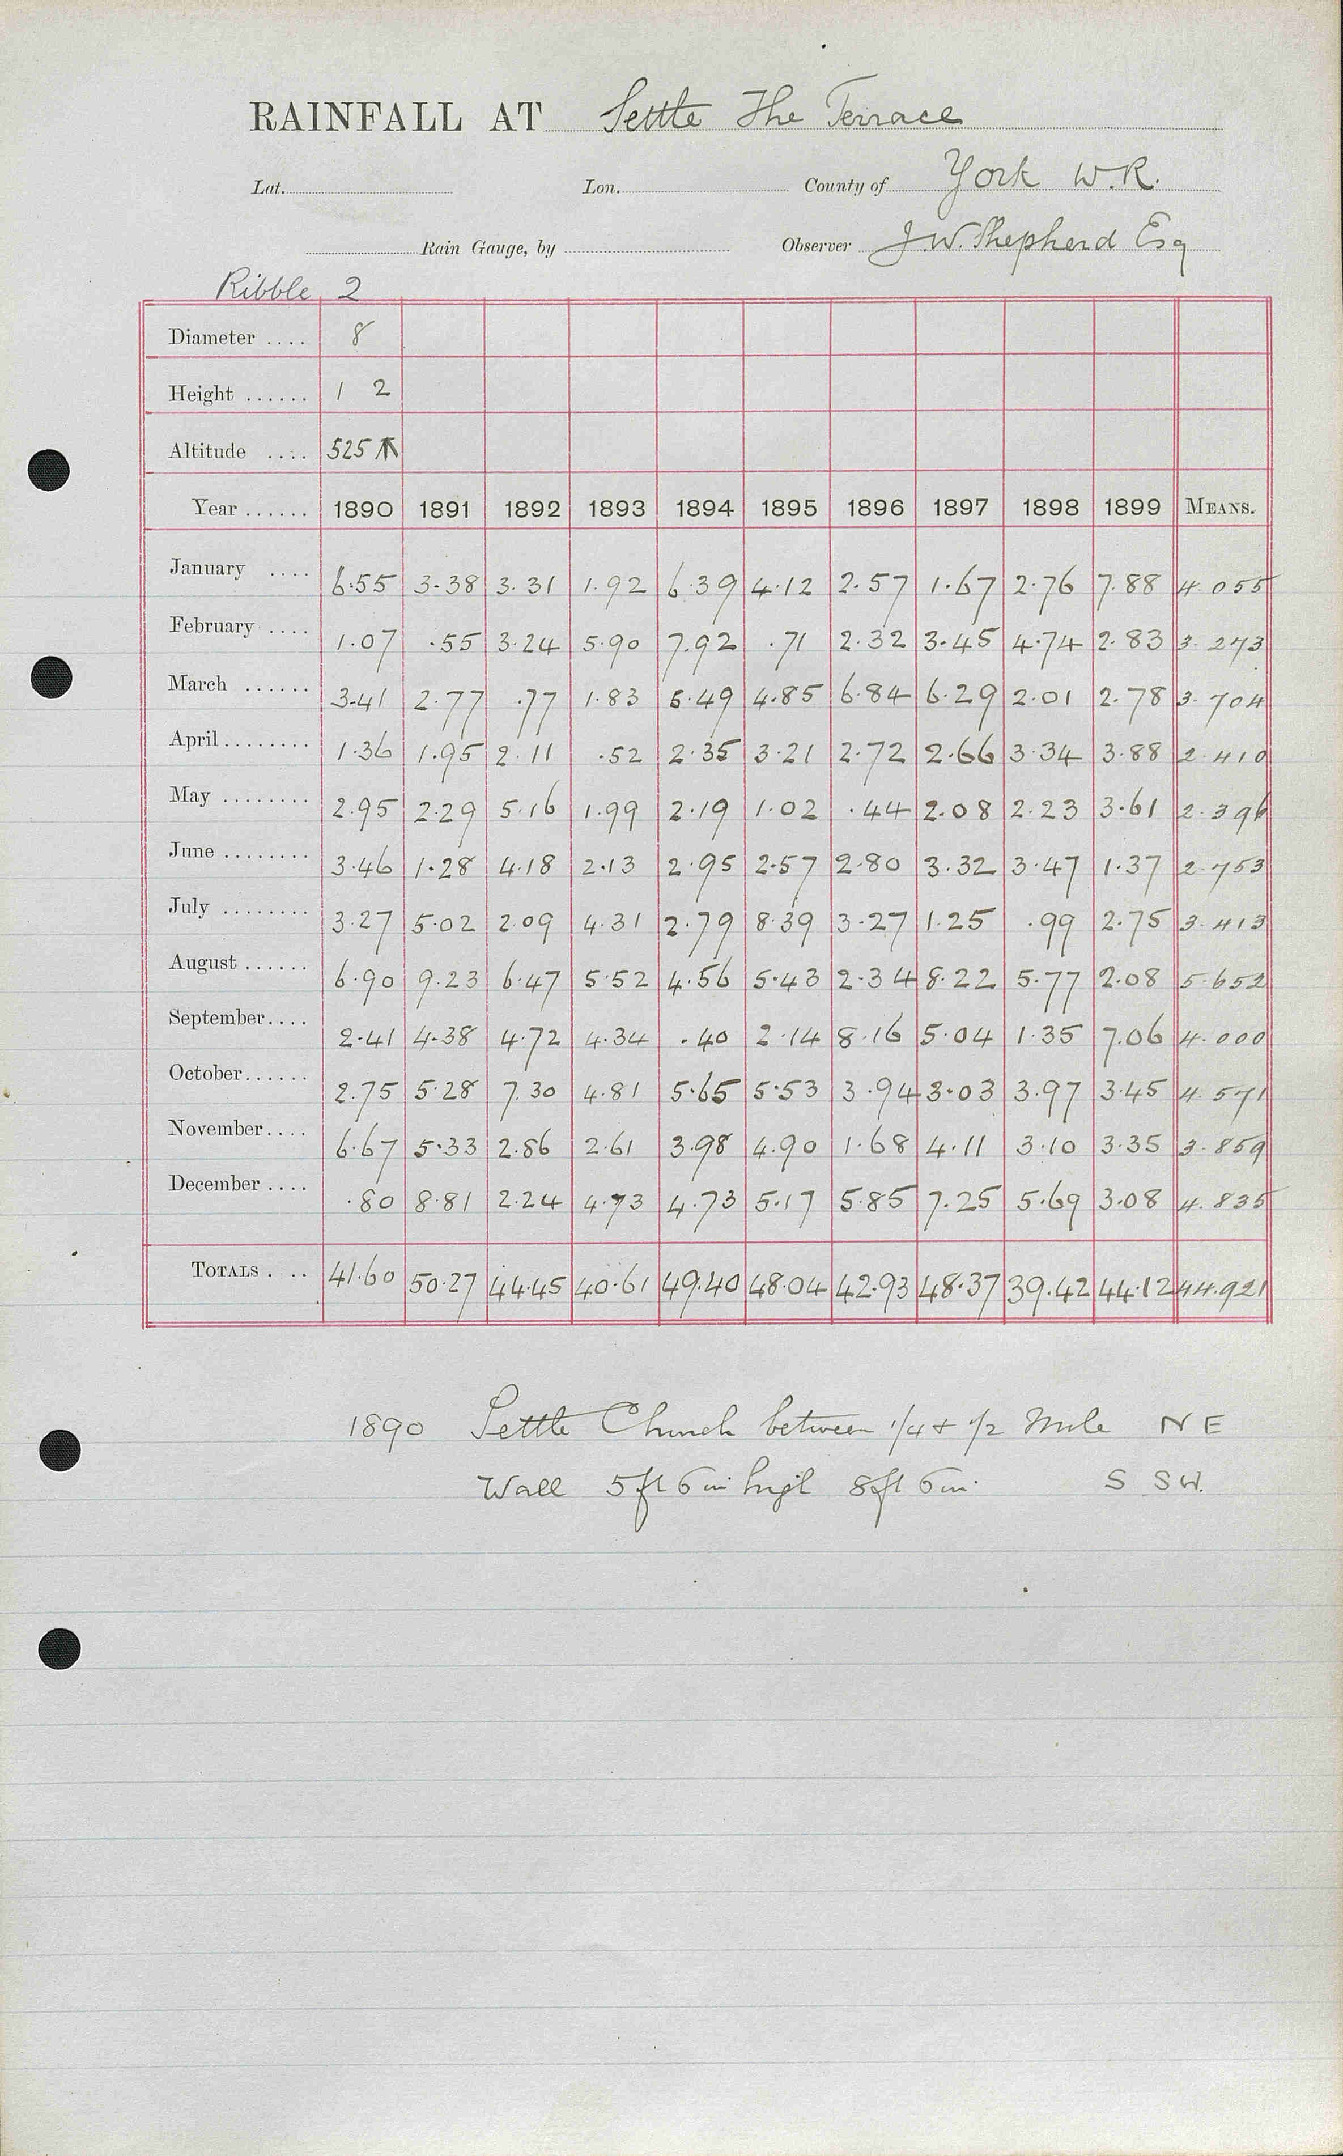 RAINFALL AT Settle The Terrace
Lat. Lon. County of York W.R.
Rain Gauge, by Observer J W. Shepherd Esq
Ribble 2
Diameter .... 8
Height ...... 1 2
Altitude .... 525 ⚻
Year ...... 1890 1891 1892 1893 1894 1895 1896 1897 1898 1899 MEANS.
January .... 6.55 3.38 3.31 1.92 6.39 4.12 2.57 1.67 2.76 7.88 4.055
February .... 1.07 .55 3.24 5.90 7.92 .71 2.32 3.45 4.74 2.83 3.273
March ...... 3.41 2.77 .77 1.83 5.49 4.85 6.84 6.29 2.01 2.78 3.704
April ........ 1.36 1.95 2.11 .52 2.35 3.21 2.72 2.66 3.34 3.88 2.410
May ........ 2.95 2.29 5.16 1.99 2.19 1.02 .44 2.08 2.23 3.61 2.396
June ........ 3.46 1.28 4.18 2.13 2.95 2.57 2.80 3.32 3.47 1.37 2.753
July ........ 3.27 5.02 2.09 4.31 2.79 8.39 3.27 1.25 .99 2.75 3.413
August ...... 6.90 9.23 6.47 5.52 4.56 5.43 2.34 8.22 5.77 2.08 5.652
September.... 2.41 4.38 4.72 4.34 .40 2.14 8.16 5.04 1.35 7.06 4.000
October...... 2.75 5.28 7.30 4.81 5.65 5.53 3.94 3.03 3.97 3.45 4.571
November.... 6.67 5.33 2.86 2.61 3.98 4.90 1.68 4.11 3.10 3.35 3.859
December .... .80 8.81 2.24 4.73 4.73 5.17 5.85 7.25 5.69 3.08 4.835
TOTALS . .. 41.60 50.27 44.45 40.61 49.40 48.04 42.93 48.37 39.42 44.12 44.921
1890 Settle Church between 1/4 + 1/2 Mile N E
Wall 5 ft 6 in high 8 ft 6 in S SW.